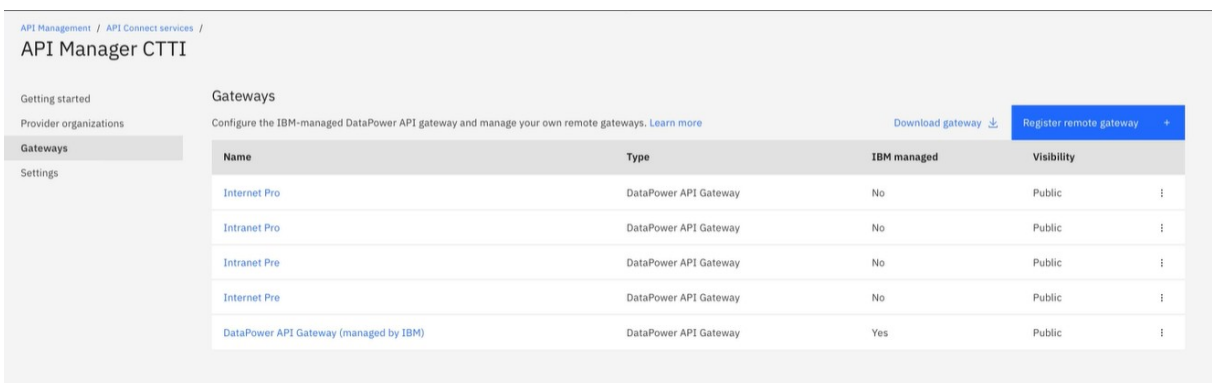 API Management / API Connect services /
API Manager CTTI
Getting started
Provider organizations
Gateways
Settings
Gateways
Configure the IBM-managed DataPower API gateway and manage your own remote gateways. Learn more
Download gateway
Register remote gateway +
Name Type IBM managed Visibility
Internet Pro DataPower API Gateway No Public
Intranet Pro DataPower API Gateway No Public
Intranet Pre DataPower API Gateway No Public
Internet Pre DataPower API Gateway No Public
DataPower API Gateway (managed by IBM) DataPower API Gateway Yes Public